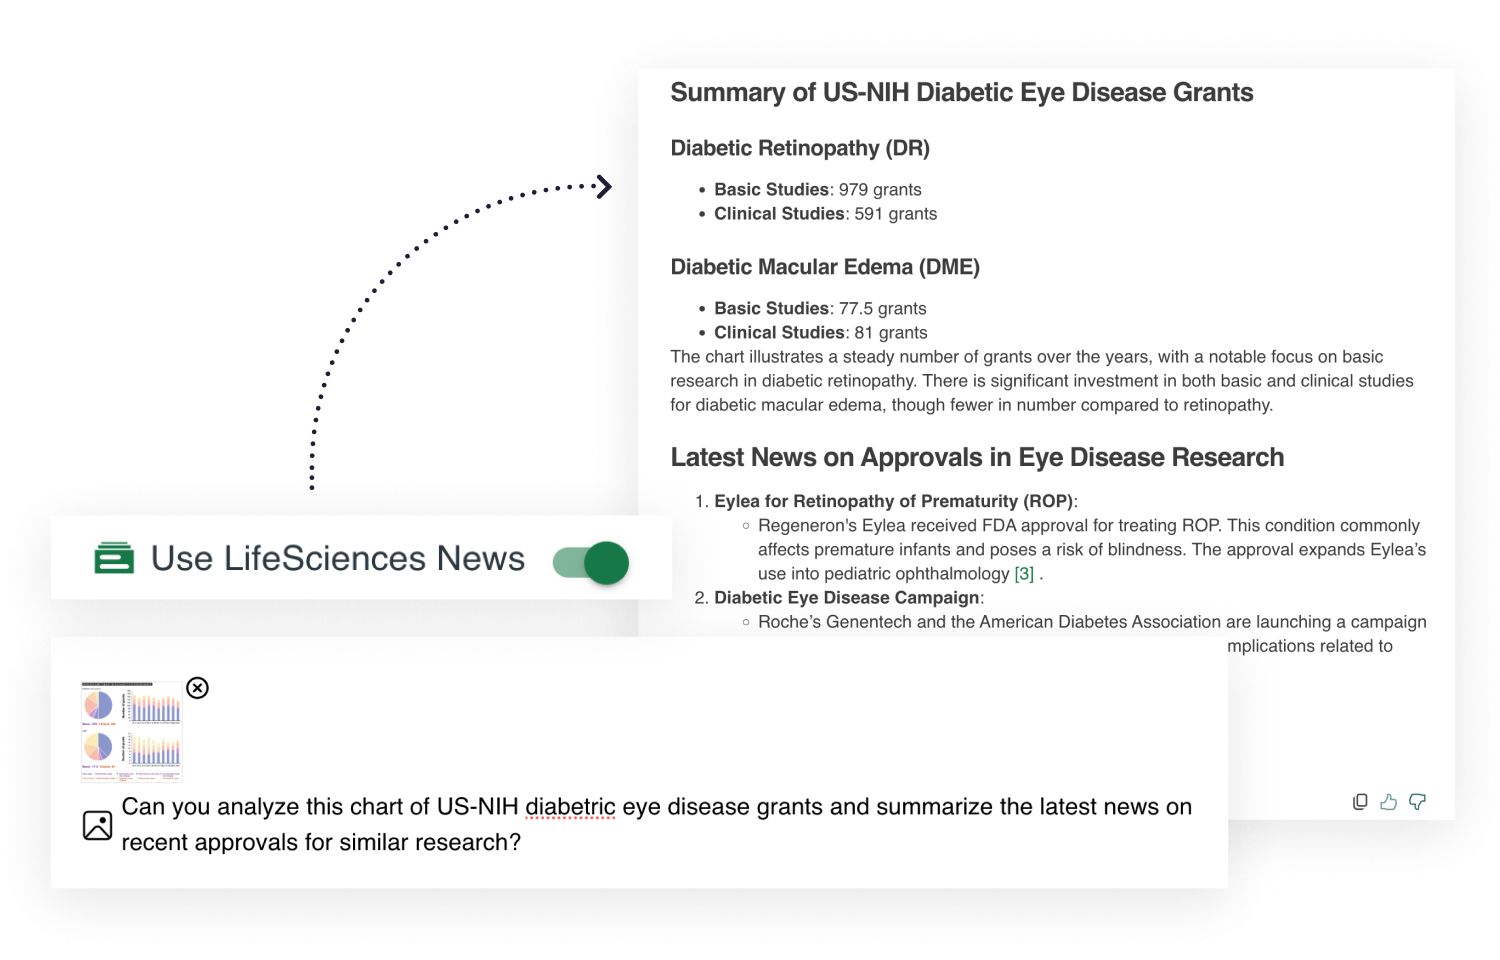 Summary of US-NIH Diabetic Eye Disease Grants
Diabetic Retinopathy (DR)
• Basic Studies: 979 grants
• Clinical Studies: 591 grants
Diabetic Macular Edema (DME)
• Basic Studies: 77.5 grants
• Clinical Studies: 81 grants
The chart illustrates a steady number of grants over the years, with a notable focus on basic
research in diabetic retinopathy. There is significant investment in both basic and clinical studies
for diabetic macular edema, though fewer in number compared to retinopathy.
Latest News on Approvals in Eye Disease Research
1. Eylea for Retinopathy of Prematurity (ROP):
○ Regeneron's Eylea received FDA approval for treating ROP. This condition commonly
affects premature infants and poses a risk of blindness. The approval expands Eylea’s
use into pediatric ophthalmology [3] .
2. Diabetic Eye Disease Campaign:
○ Roche’s Genentech and the American Diabetes Association are launching a campaign
mplications related to
Use LifeSciences News
Can you analyze this chart of US-NIH diabetric eye disease grants and summarize the latest news on
recent approvals for similar research?